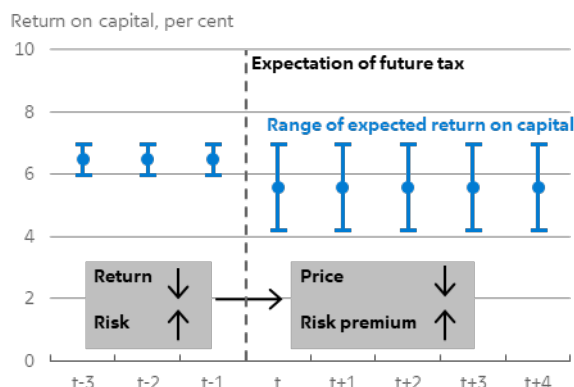 Return on capital, per cent
10
Expectation of future tax
8
Range of expected return on capital
6
4
Return
Price
2
Risk
Risk premium
0
t-3 t-2 t-1 t t+1 t+2 t+3 t+4